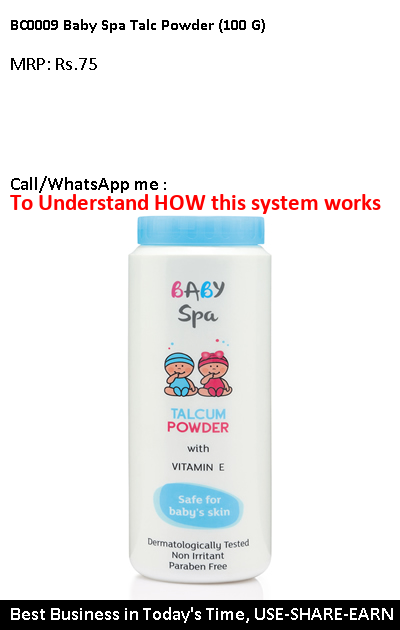 BC0009 Baby Spa Talc Powder (100 G)
MRP: Rs.75
Call/WhatsApp me :
To Understand HOW this system works
BABY
Spa
TALCUM
POWDER
with
VITAMIN E
Safe for
baby's skin
Dermatologically Tested
Non Irritant
Paraben Free
Best Business in Today's Time, USE-SHARE-EARN